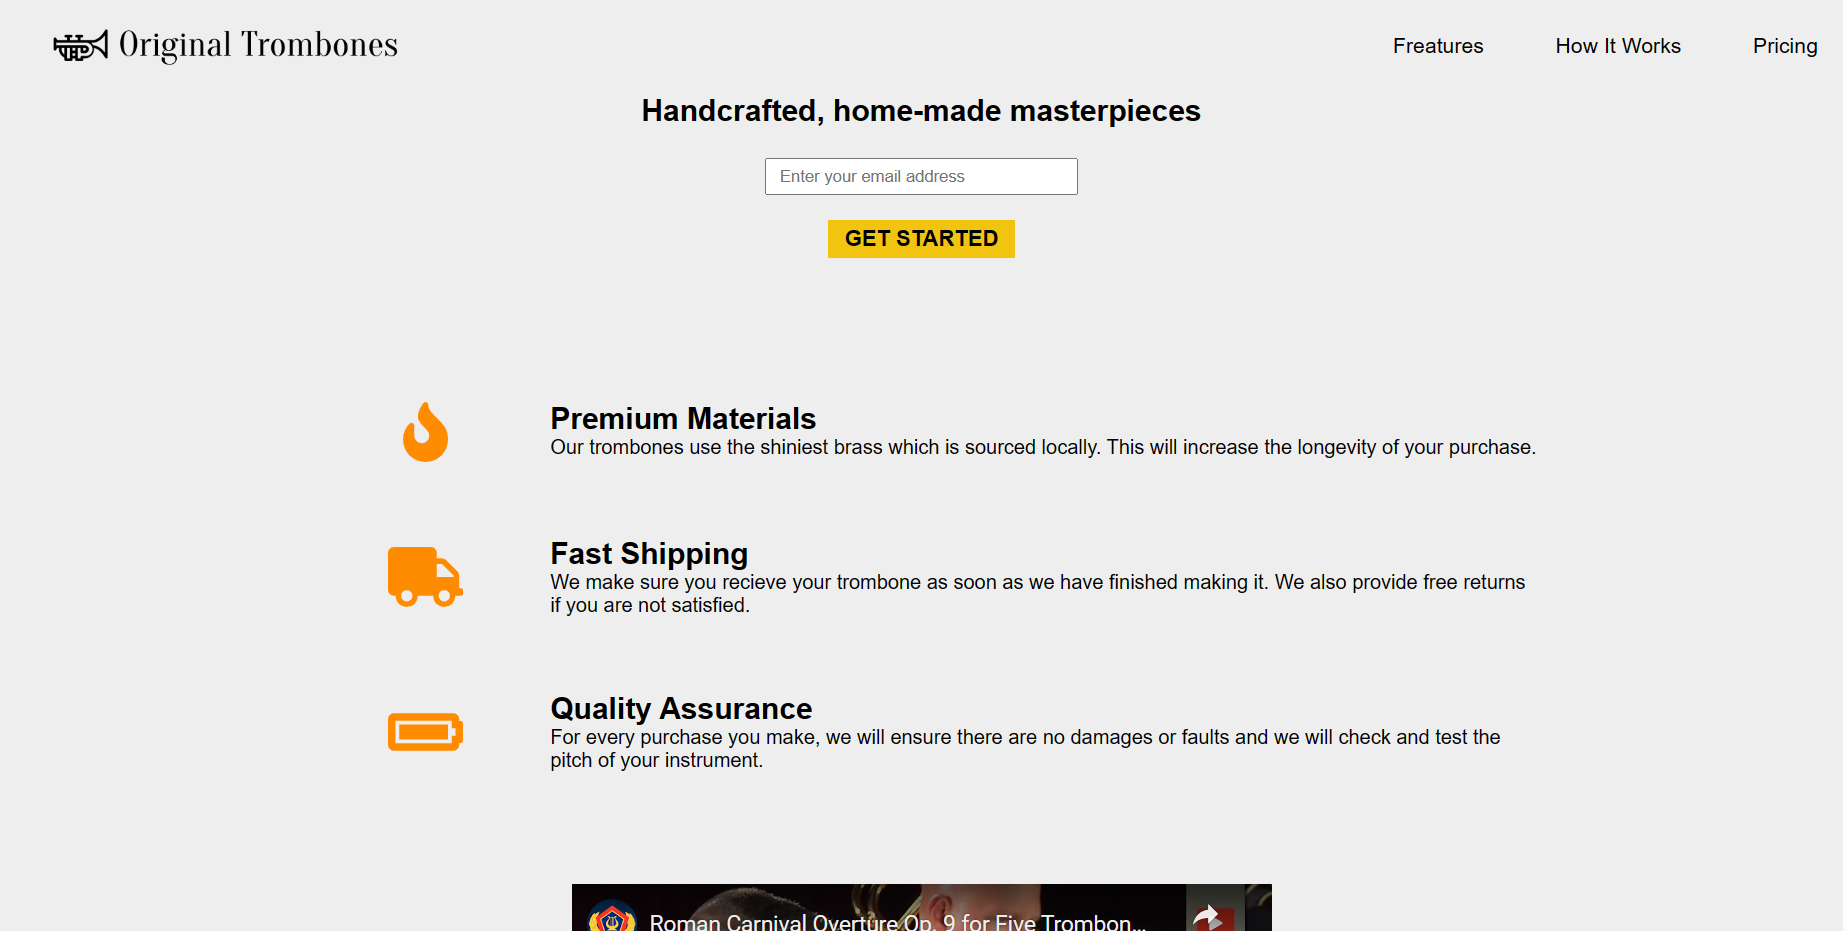 Original Trombones
Freatures
How It Works
Pricing
Handcrafted, home-made masterpieces
Enter your email address
GET STARTED
Premium Materials
Our trombones use the shiniest brass which is sourced locally. This will increase the longevity of your purchase.
Fast Shipping
We make sure you recieve your trombone as soon as we have finished making it. We also provide free returns
if you are not satisfied.
Quality Assurance
For every purchase you make, we will ensure there are no damages or faults and we will check and test the
pitch of your instrument.
Roman Carnival Overture Op. 9 for Five Trombon...